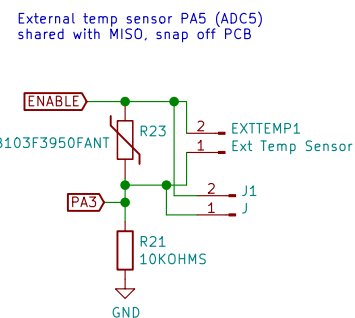 External temp sensor PA5 (ADC5)
shared with MISO, snap off PCB
ENABLE
R23
B103F3950FANT
2 EXTTEMP1
1 Ext Temp Sensor
2 J1
1 J
PA3
R21
10KOHMS
GND